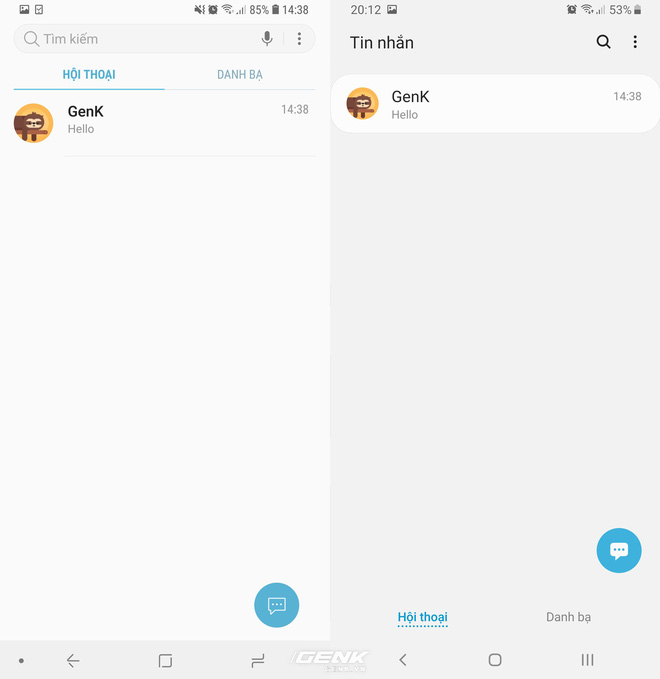 85% 14:38
Tìm kiếm
HỘI THOẠI DANH BẠ
GenK 14:38
Hello
20:12 53%
Tin nhắn
GenK 14:38
Hello
Hội thoại Danh bạ
GENK